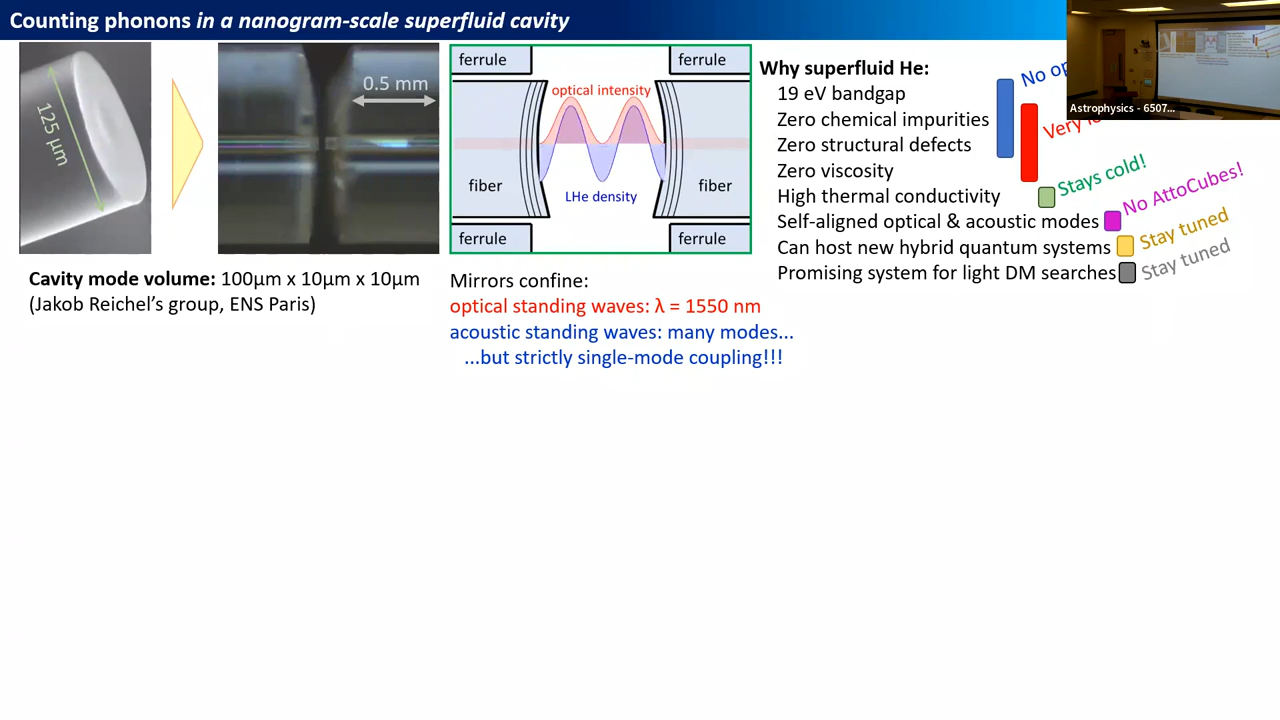 Counting phonons in a nanogram-scale superfluid cavity
125 µm
0.5 mm
ferrule
ferrule
optical intensity
fiber
fiber
LHe density
ferrule
ferrule
Cavity mode volume: 100µm x 10µm x 10µm
(Jakob Reichel’s group, ENS Paris)
Mirrors confine:
optical standing waves: λ = 1550 nm
acoustic standing waves: many modes...
...but strictly single-mode coupling!!!
Why superfluid He:
19 eV bandgap
Zero chemical impurities
Zero structural defects
Zero viscosity
High thermal conductivity
Self-aligned optical & acoustic modes
Can host new hybrid quantum systems
Promising system for light DM searches
No
Very
Stays cold!
No AttoCubes!
Stay tuned
Stay tuned
Astrophysics - 6507...